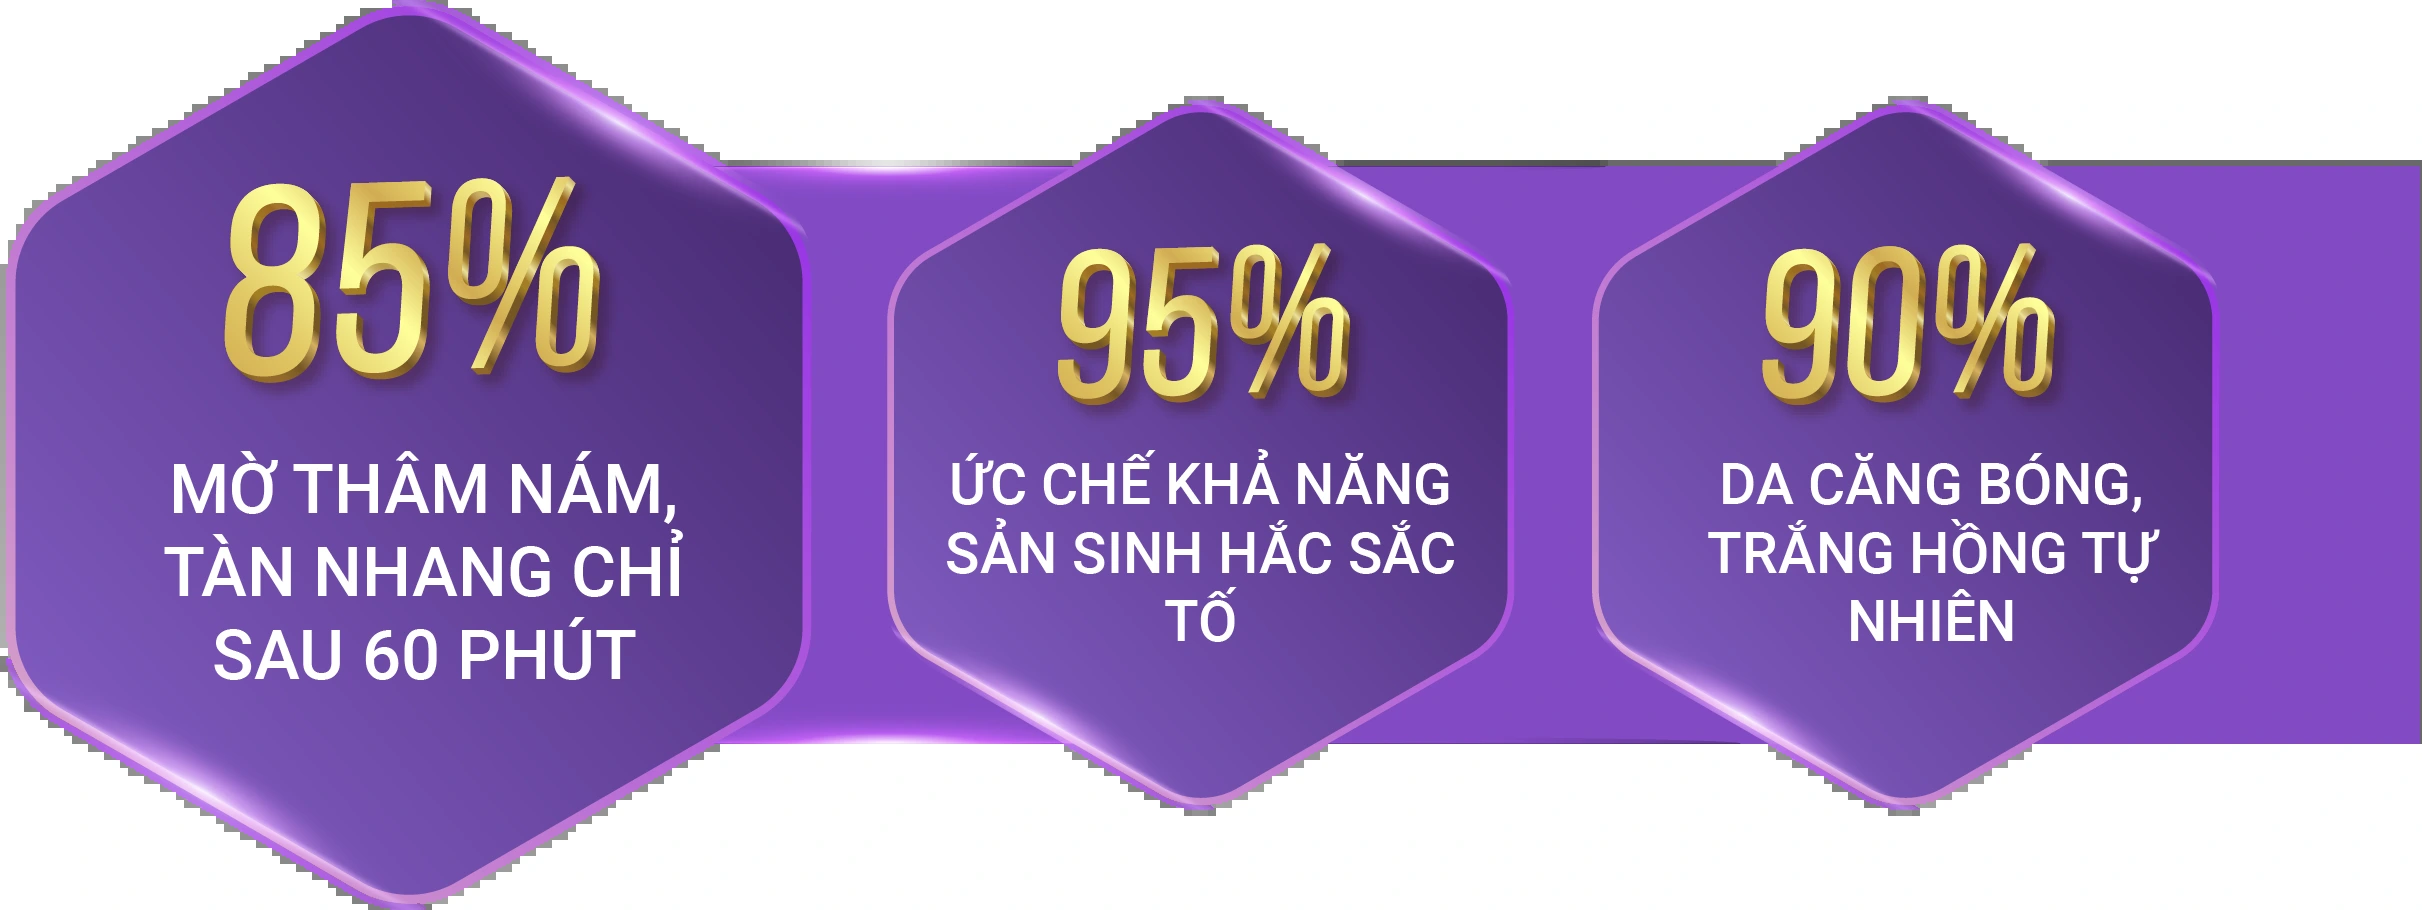 85%
MỜ THÂM NÁM,
TÀN NHANG CHỈ
SAU 60 PHÚT
95%
ỨC CHẾ KHẢ NĂNG
SẢN SINH HẮC SẮC
TỐ
90%
DA CĂNG BÓNG,
TRẮNG HỒNG TỰ
NHIÊN